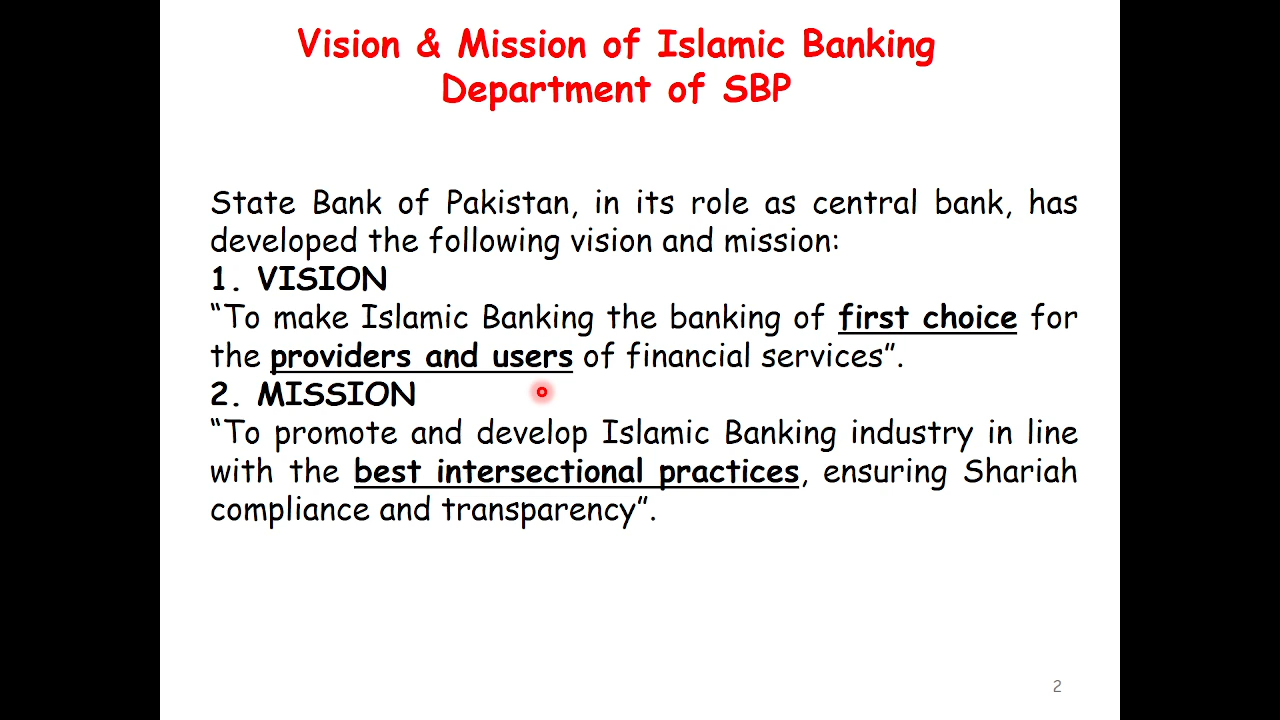 Vision & Mission of Islamic Banking
Department of SBP
State Bank of Pakistan, in its role as central bank, has
developed the following vision and mission:
1. VISION
“To make Islamic Banking the banking of first choice for
the providers and users of financial services”.
2. MISSION
“To promote and develop Islamic Banking industry in line
with the best intersectional practices, ensuring Shariah
compliance and transparency”.
2